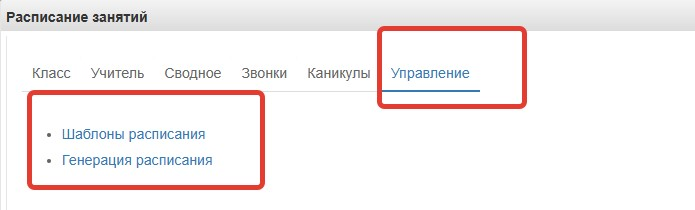 Расписание занятий
Класс Учитель Сводное Звонки Каникулы Управление
• Шаблоны расписания
• Генерация расписания